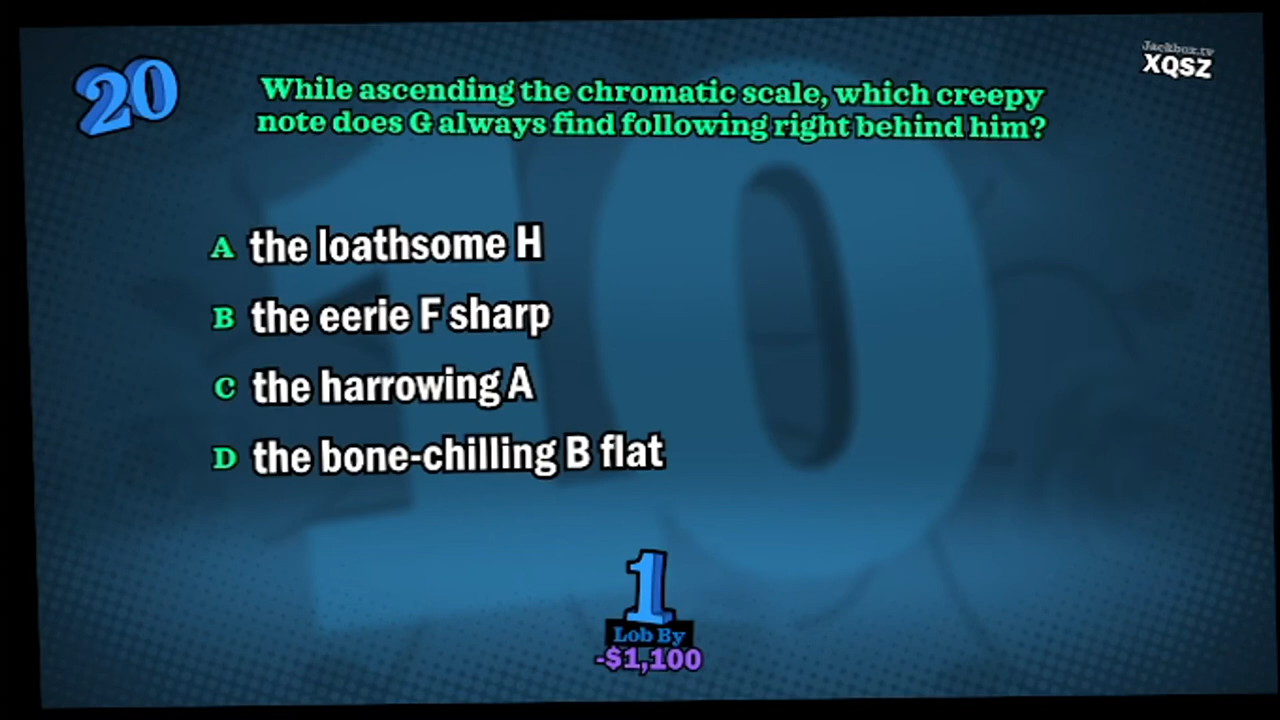 20
While ascending the chromatic scale, which creepy
note does G always find following right behind him?
Jackbox.tv
XQSZ
A the loathsome H
B the eerie F sharp
C the harrowing A
D the bone-chilling B flat
10
1
Lob By
-$1,100